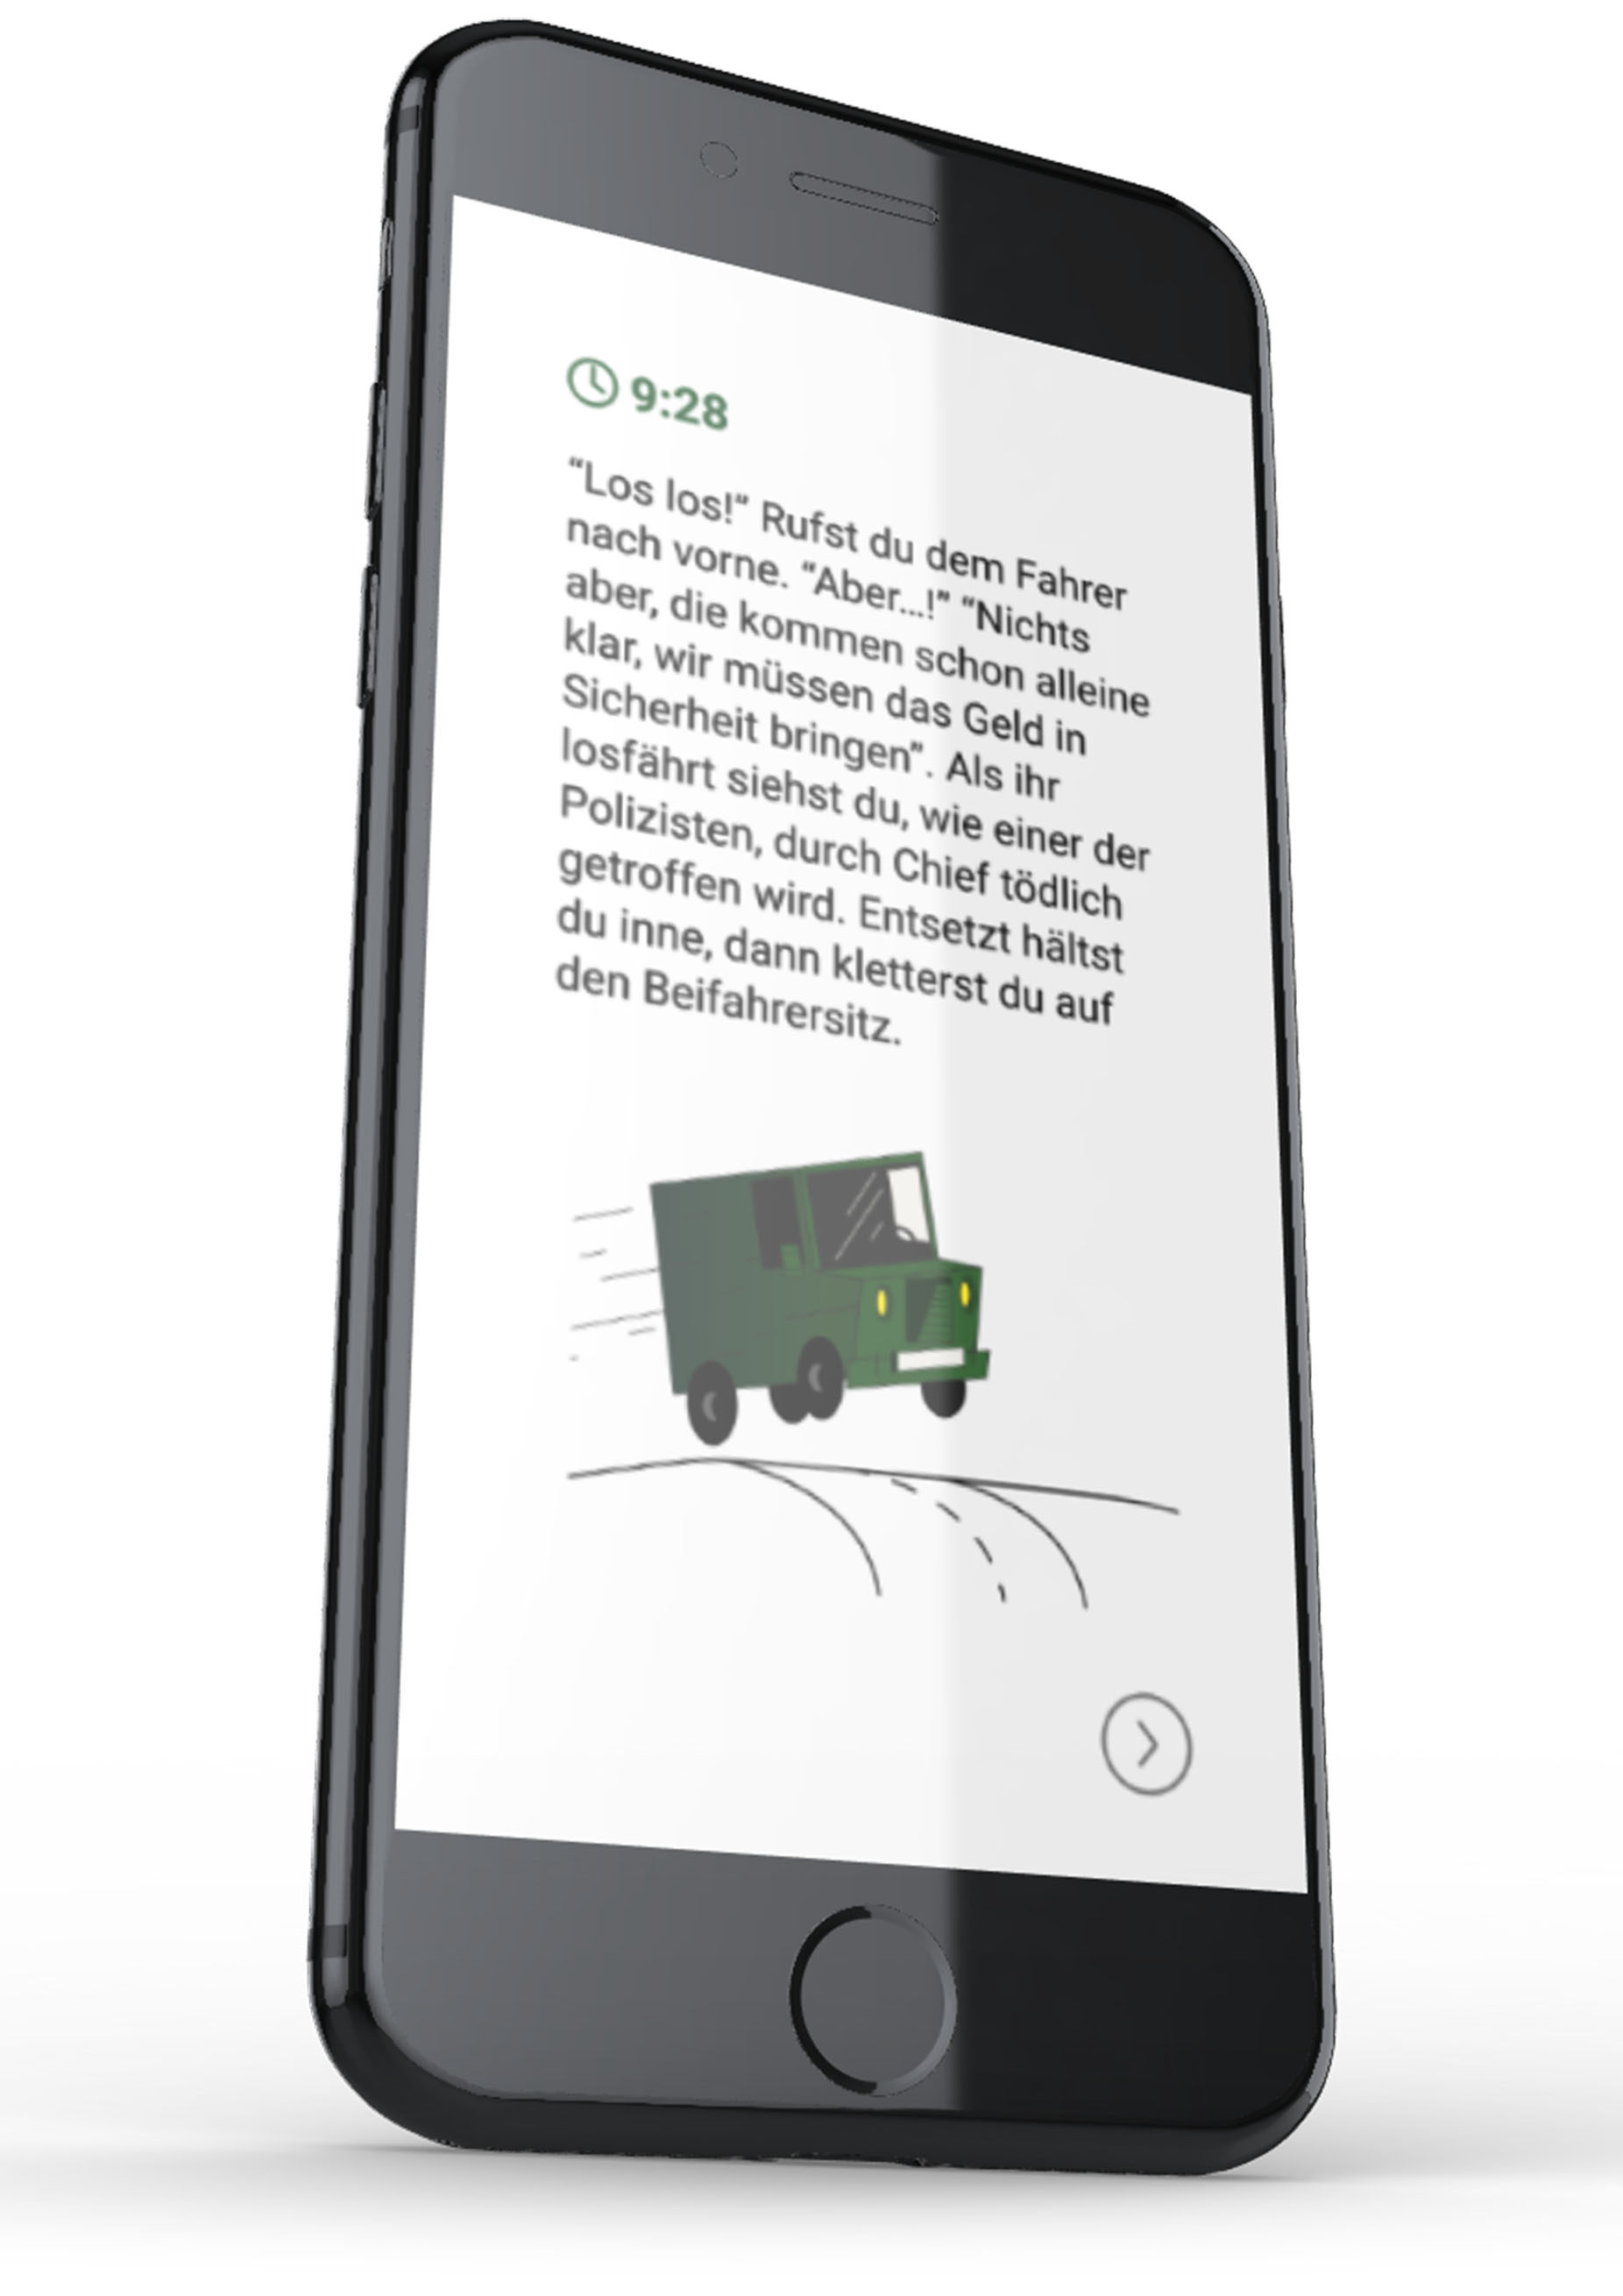 9:28
“Los los!” Rufst du dem Fahrer
nach vorne. “Aber...!” “Nichts
aber, die kommen schon alleine
klar, wir müssen das Geld in
Sicherheit bringen”. Als ihr
losfährt siehst du, wie einer der
Polizisten, durch Chief tödlich
getroffen wird. Entsetzt hältst
du inne, dann kletterst du auf
den Beifahrersitz.